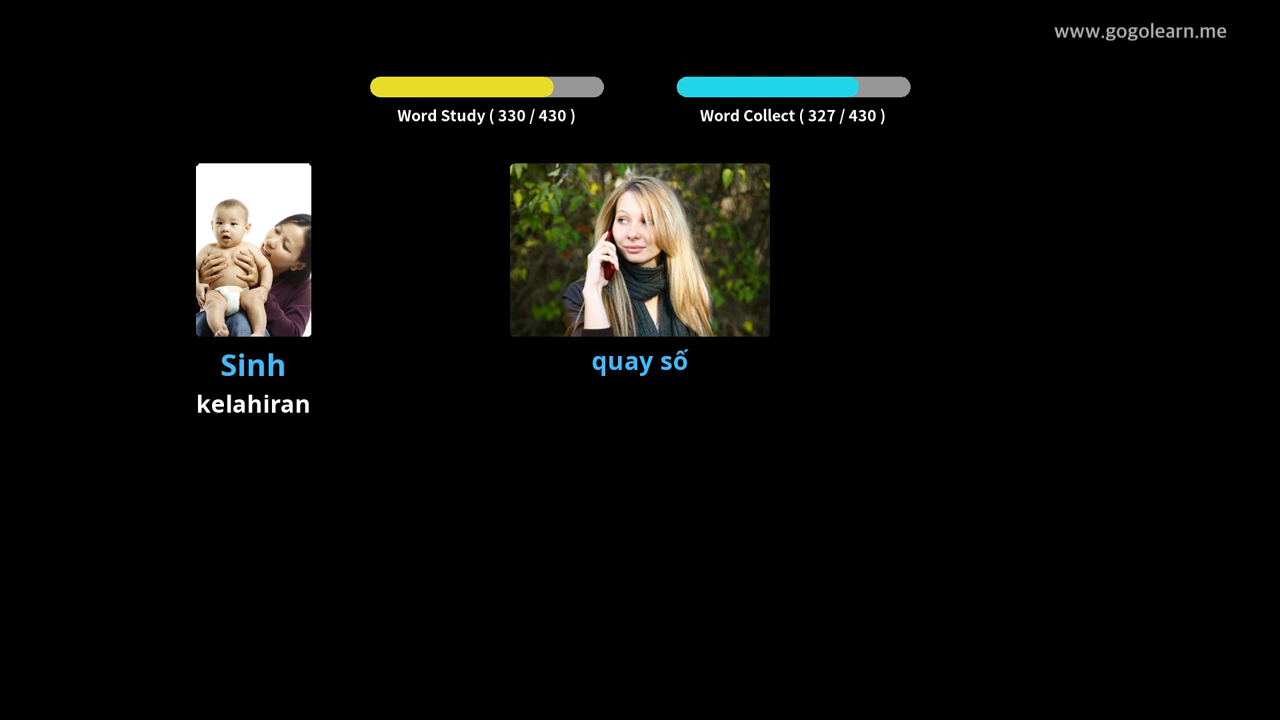 www.gogolearn.me
Word Study ( 330 / 430 )
Word Collect ( 327 / 430 )
Sinh
kelahiran
quay số